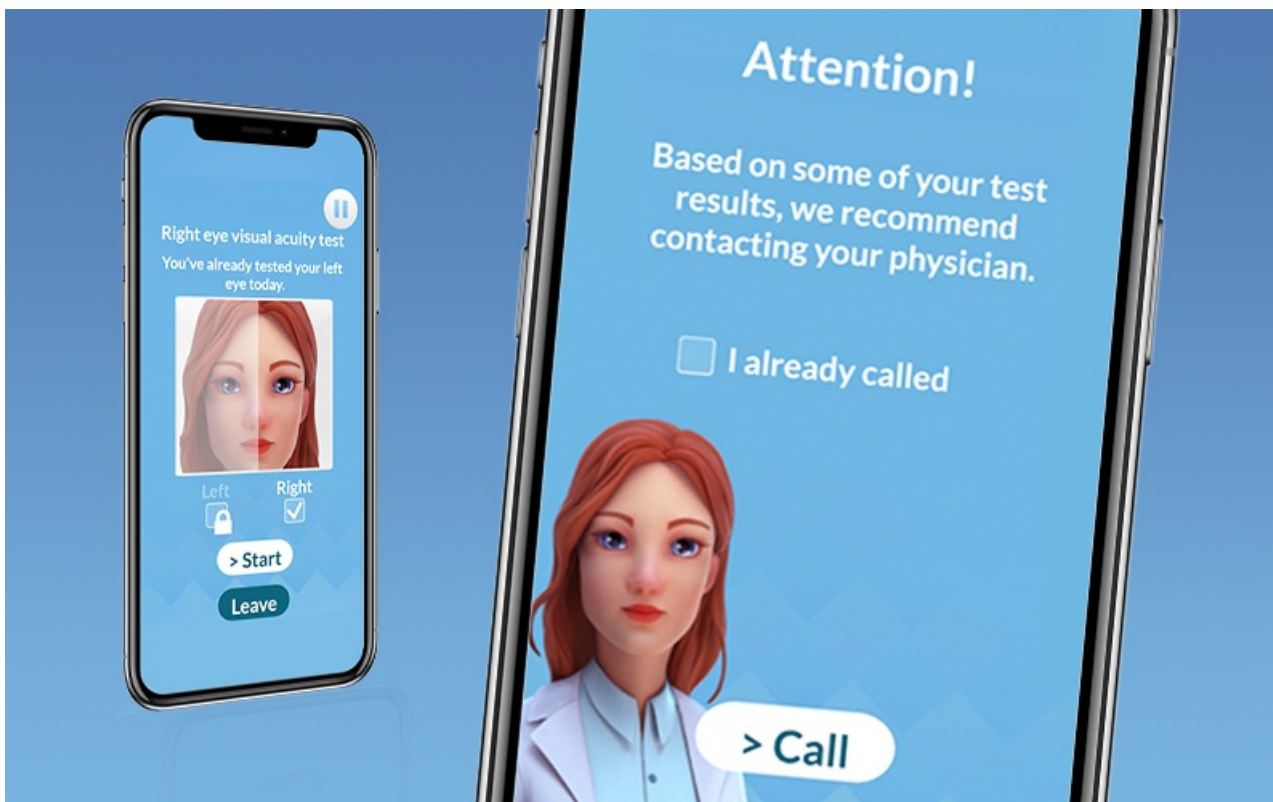 Right eye visual acuity test
You've already tested your left
eye today.
Left
Right
> Start
Leave
Attention!
Based on some of your test
results, we recommend
contacting your physician.
I already called
> Call